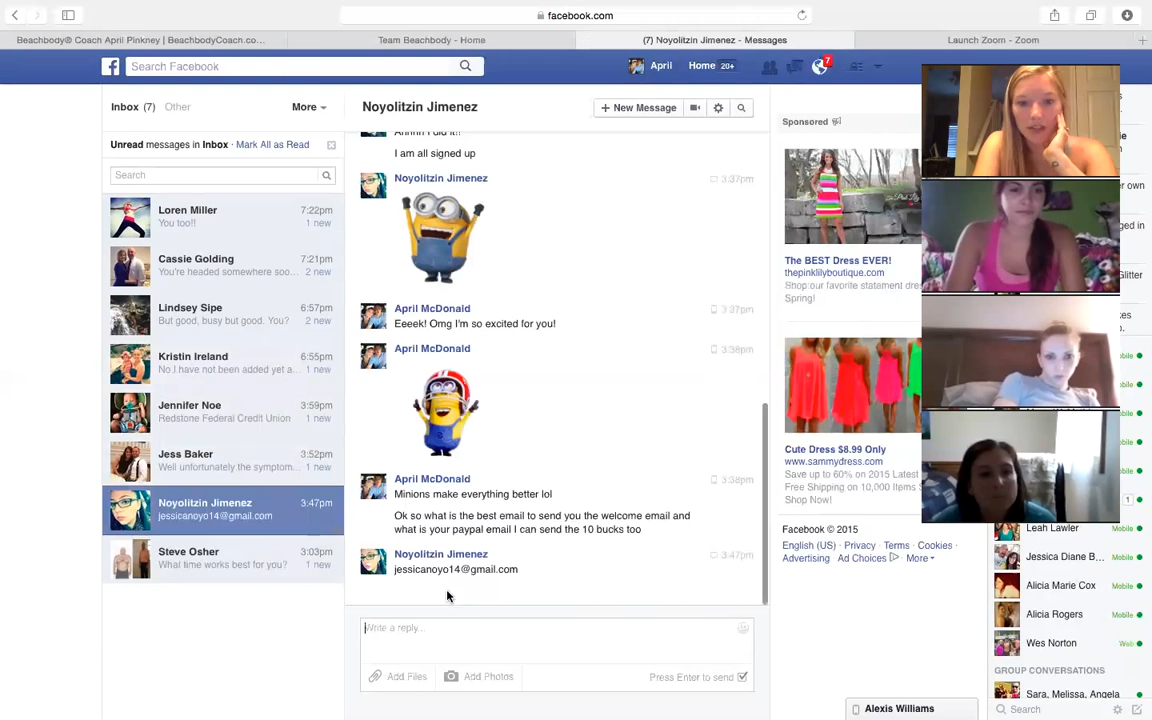 facebook.com
Beachbody® Coach April Pinkney | BeachbodyCoach.co...
Team Beachbody - Home
(7) Noyolitzin Jimenez - Messages
Launch Zoom - Zoom
Search Facebook
April
Home 20+
7
Inbox (7) Other
More
Noyolitzin Jimenez
+ New Message
Unread messages in Inbox · Mark All as Read
Search
Loren Miller 7:22pm
You too!! 1 new
Cassie Golding 7:21pm
You're headed somewhere soo... 2 new
Lindsey Sipe 6:57pm
But good, busy but good. You? 2 new
Kristin Ireland 6:55pm
No I have not been added yet a... 1 new
Jennifer Noe 3:59pm
Redstone Federal Credit Union 1 new
Jess Baker 3:52pm
Well unfortunately the symptom... 1 new
Noyolitzin Jimenez 3:47pm
jessicanoyo14@gmail.com
Steve Osher 3:03pm
What time works best for you? 1 new
I am all signed up
Noyolitzin Jimenez 3:37pm
April McDonald 3:37pm
Eeeek! Omg I'm so excited for you!
April McDonald 3:38pm
April McDonald 3:38pm
Minions make everything better lol
Ok so what is the best email to send you the welcome email and
what is your paypal email I can send the 10 bucks too
Noyolitzin Jimenez 3:47pm
jessicanoyo14@gmail.com
Write a reply...
Add Files
Add Photos
Press Enter to send
Sponsored
The BEST Dress EVER!
thepinklilyboutique.com
Shop our favorite statament dres
Spring!
Cute Dress $8.99 Only
www.sammydress.com
Save up to 60% on 2015 Latest
Free Shipping on 10,000 Items
Shop Now!
Facebook © 2015
English (US) · Privacy · Terms · Cookies ·
Advertising · Ad Choices · More
own
ged in
Glitter
kes
Leah Lawler Mobile
Jessica Diane B... Mobile
Alicia Marie Cox Mobile
Alicia Rogers Mobile
Wes Norton Web
GROUP CONVERSATIONS
Sara, Melissa, Angela
Search
Alexis Williams